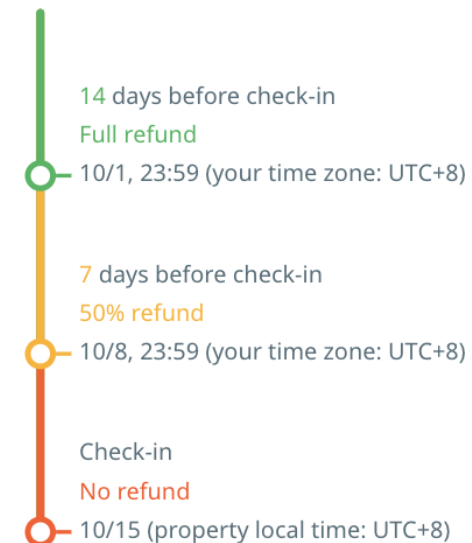 14 days before check-in
Full refund
10/1, 23:59 (your time zone: UTC+8)
7 days before check-in
50% refund
10/8, 23:59 (your time zone: UTC+8)
Check-in
No refund
10/15 (property local time: UTC+8)